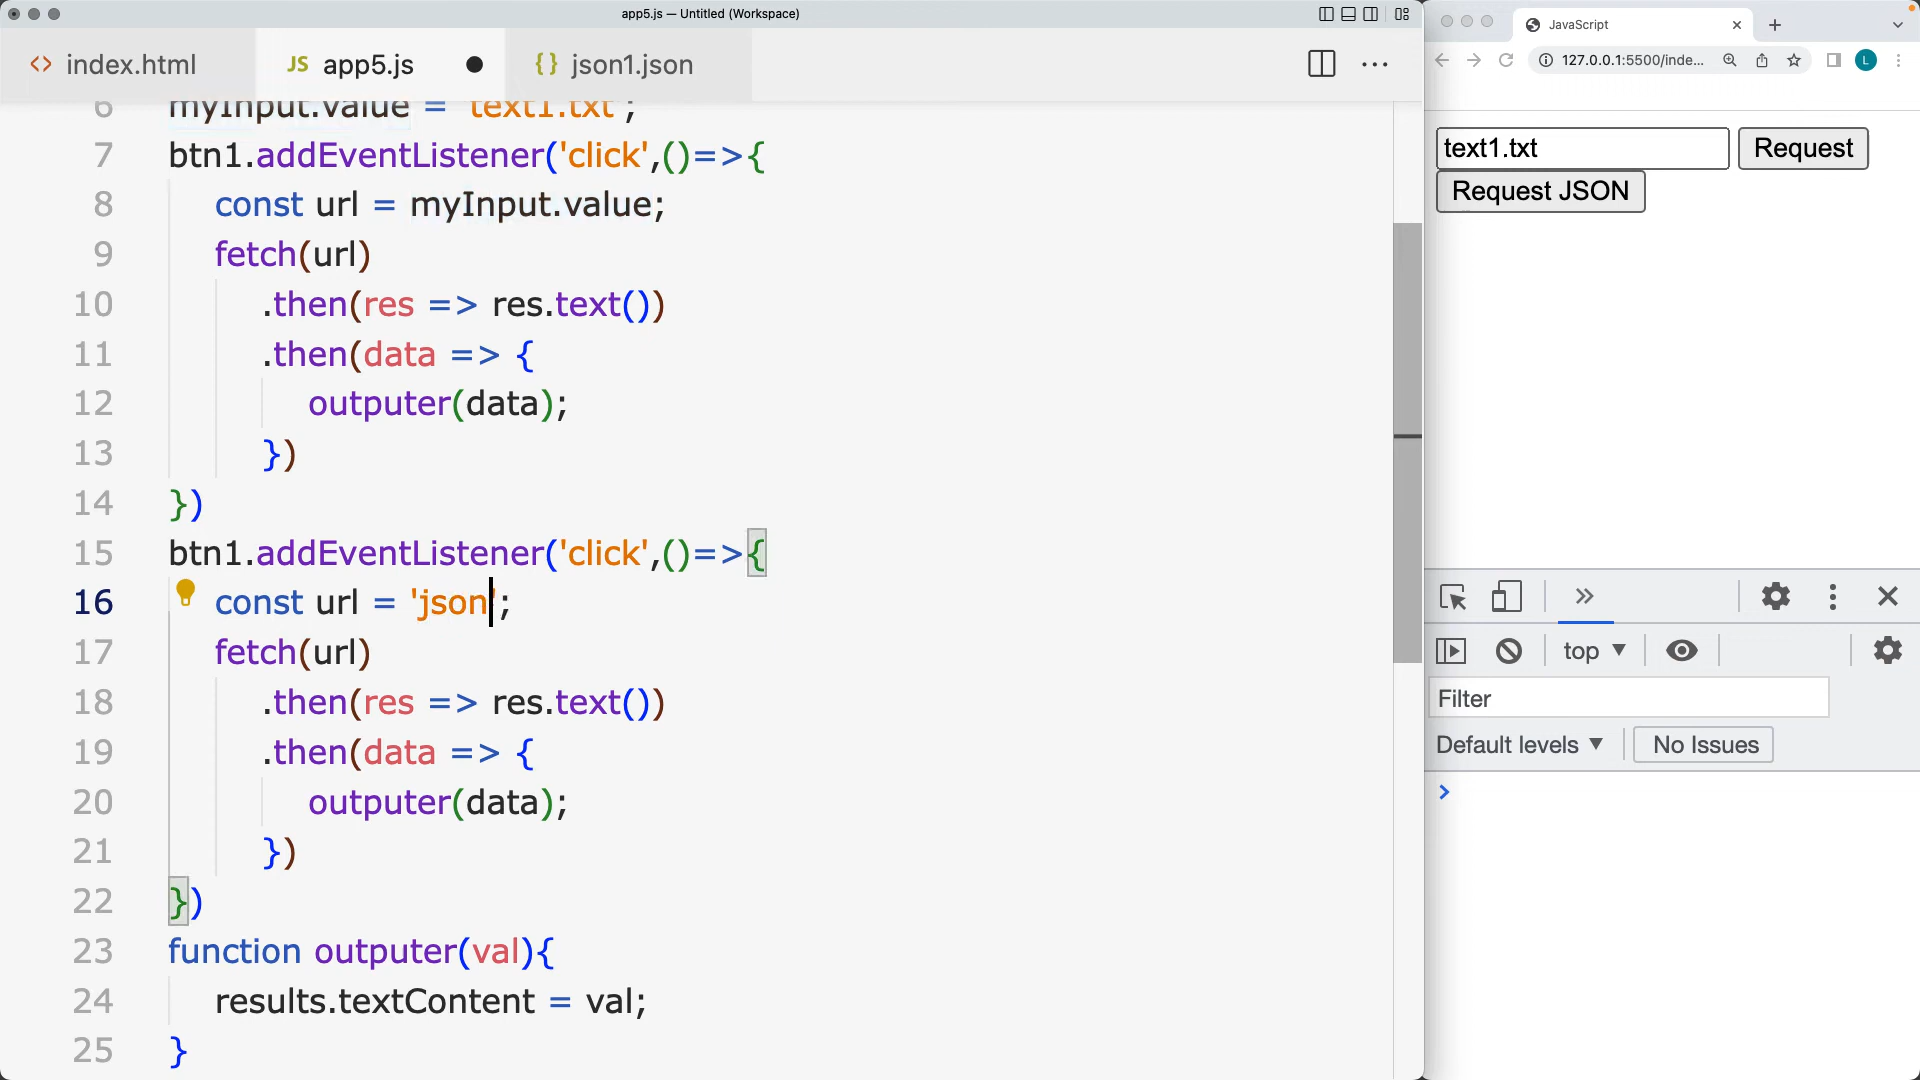 app5.js — Untitled (Workspace)
index.html
JS app5.js
{} json1.json
6 myInput.value = 'text1.txt';
7 btn1.addEventListener('click',()=>{
8 const url = myInput.value;
9 fetch(url)
10 .then(res => res.text())
11 .then(data => {
12 outputer(data);
13 })
14 })
15 btn1.addEventListener('click',()=>{
16 const url = 'json';
17 fetch(url)
18 .then(res => res.text())
19 .then(data => {
20 outputer(data);
21 })
22 })
23 function outputer(val){
24 results.textContent = val;
25 }
JavaScript
127.0.0.1:5500/inde...
L
text1.txt Request
Request JSON
top
Filter
Default levels No Issues